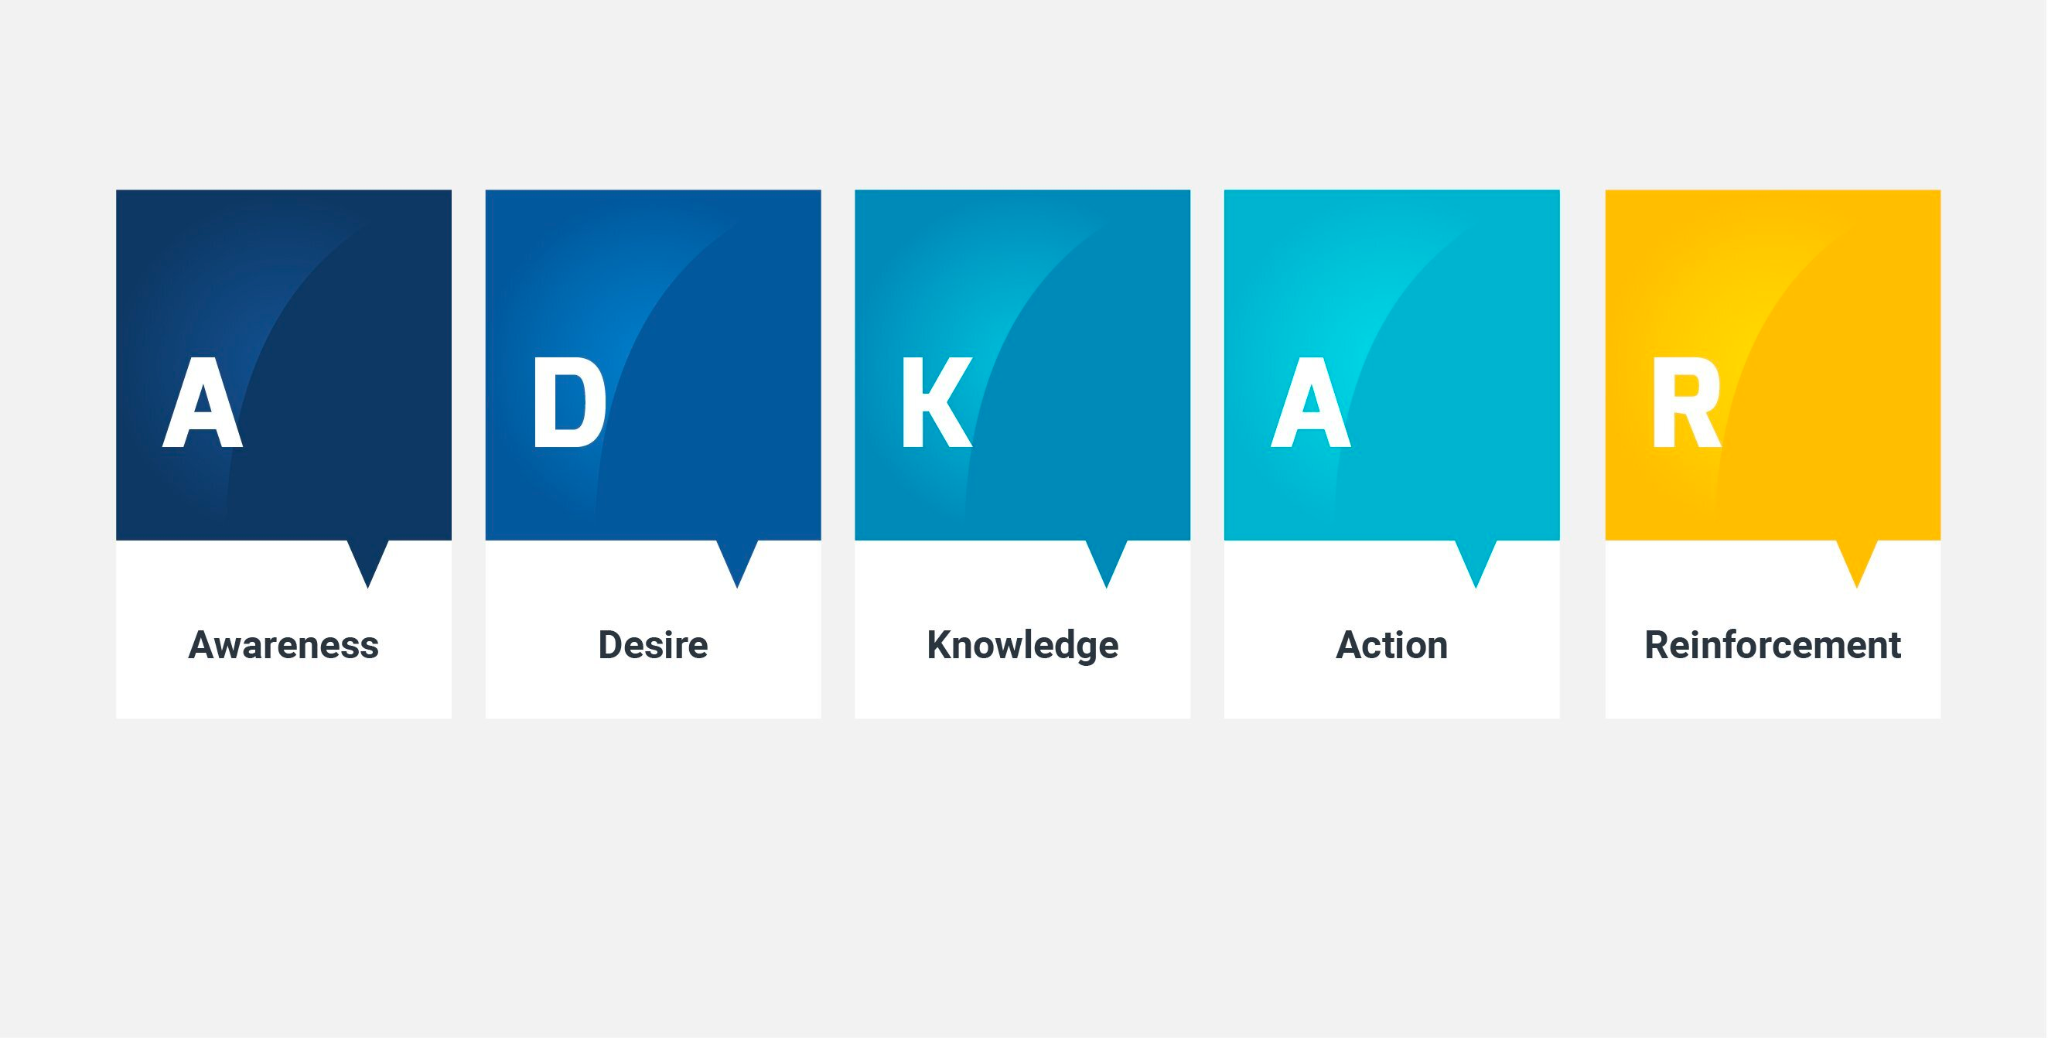 A
Awareness
D
Desire
K
Knowledge
A
Action
R
Reinforcement